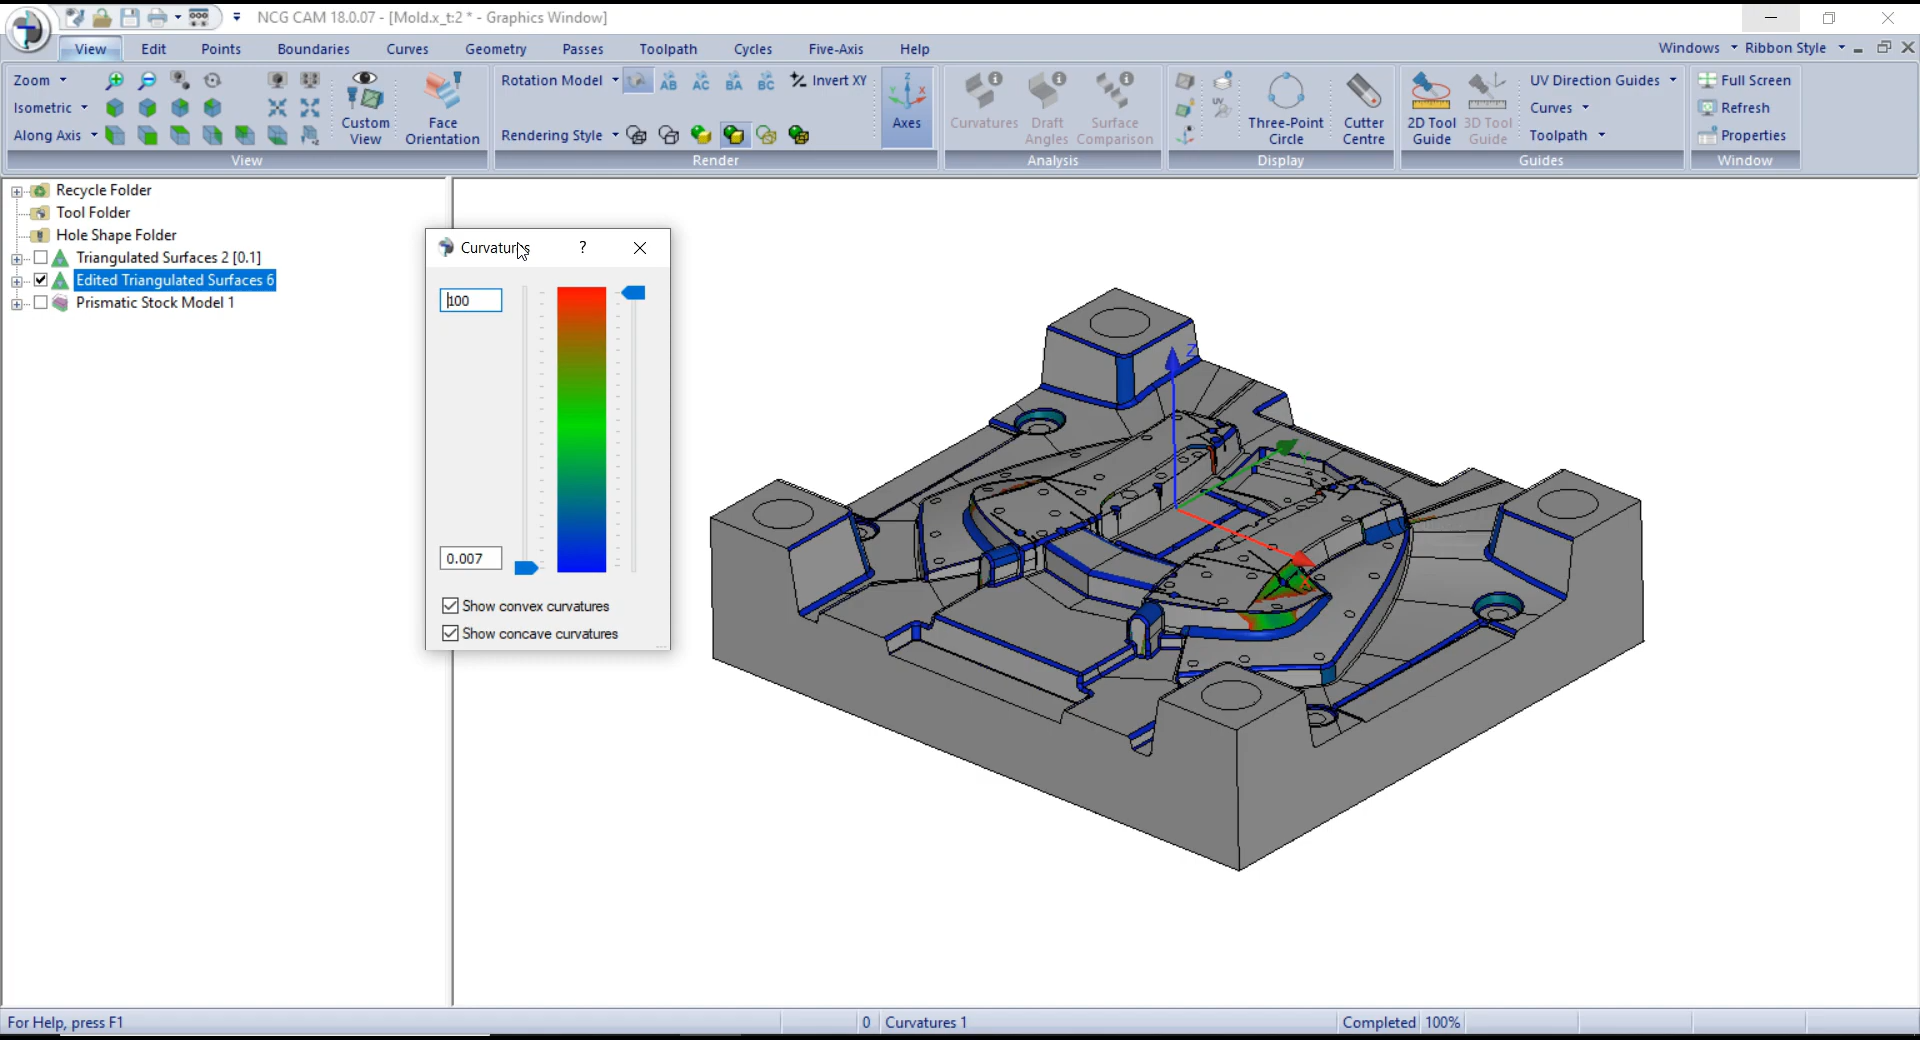 NCG CAM 18.0.07 - [Mold.x_t:2 * - Graphics Window]
View Edit Points Boundaries Curves Geometry Passes Toolpath Cycles Five-Axis Help Windows Ribbon Style
Zoom
Isometric
Along Axis
Custom View
Face Orientation
View
Rotation Model AB AC BA BC Invert XY
Rendering Style
Axes
Render
Curvatures
Draft Angles
Surface Comparison
Analysis
UV
Three-Point Circle
Cutter Centre
Display
2D Tool Guide
3D Tool Guide
UV Direction Guides
Curves
Toolpath
Guides
Full Screen
Refresh
Properties
Window
Recycle Folder
Tool Folder
Hole Shape Folder
Triangulated Surfaces 2 [0.1]
Edited Triangulated Surfaces 6
Prismatic Stock Model 1
Curvatures ?
100
0.007
Show convex curvatures
Show concave curvatures
Z
For Help, press F1 0 Curvatures 1 Completed 100%